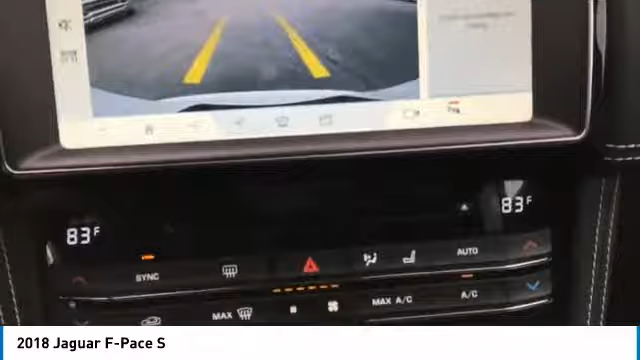 83 F
83 F
SYNC
AUTO
MAX
MAX A/C
A/C
2018 Jaguar F-Pace S